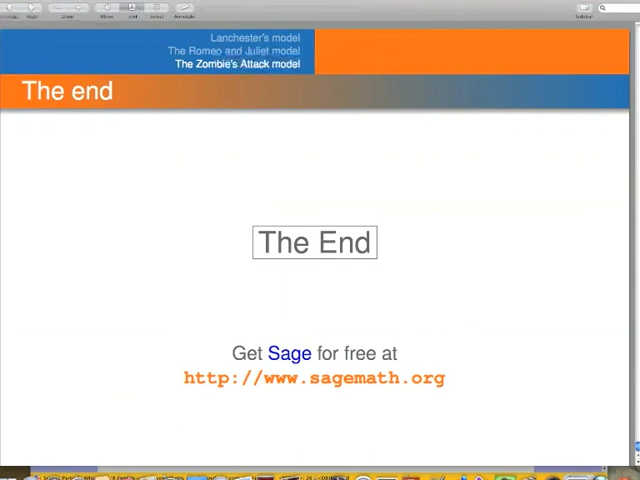 Lanchester's model
The Romeo and Juliet model
The Zombie's Attack model
The end
The End
Get Sage for free at
http://www.sagemath.org